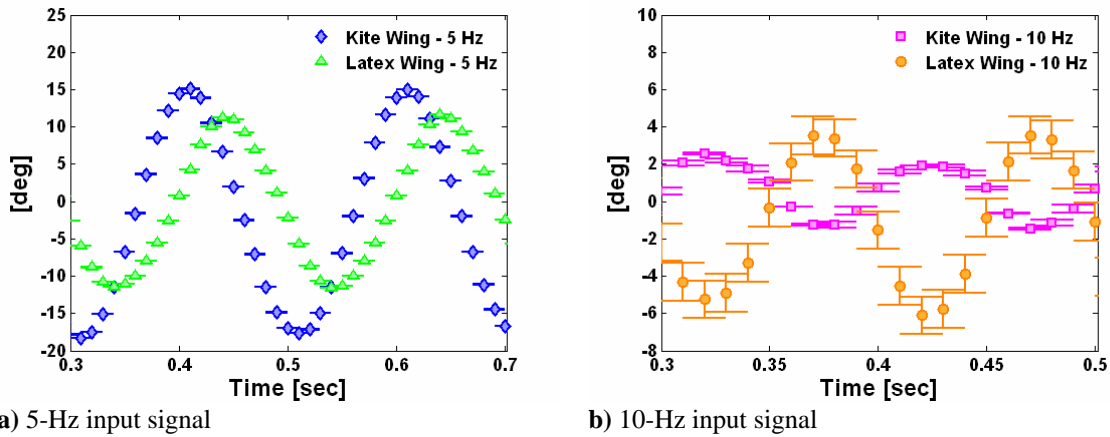 25
20
15
10
5
0
-5
-10
-15
-20
[deg]
Kite Wing - 5 Hz
Latex Wing - 5 Hz
0.3 0.4 0.5 0.6 0.7
Time [sec]
a) 5-Hz input signal
10
8
6
4
2
0
-2
-4
-6
-8
[deg]
Kite Wing - 10 Hz
Latex Wing - 10 Hz
0.3 0.35 0.4 0.45 0.5
Time [sec]
b) 10-Hz input signal